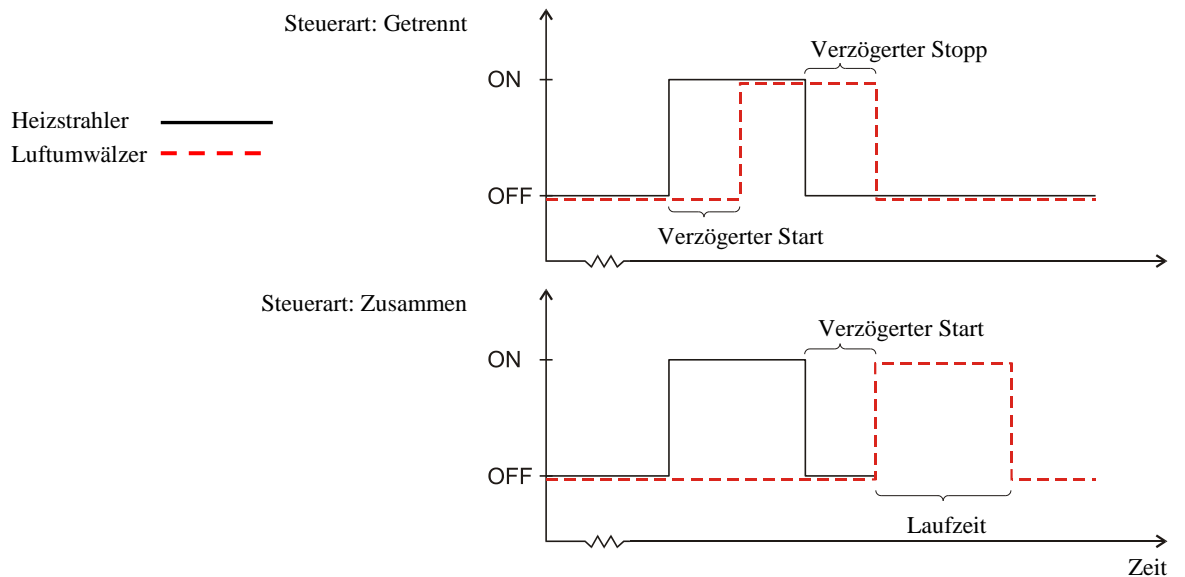 Steuerart: Getrennt
Verzögerter Stopp
ON
Heizstrahler
Luftumwälzer
OFF
Verzögerter Start
Steuerart: Zusammen
Verzögerter Start
ON
OFF
Laufzeit
Zeit